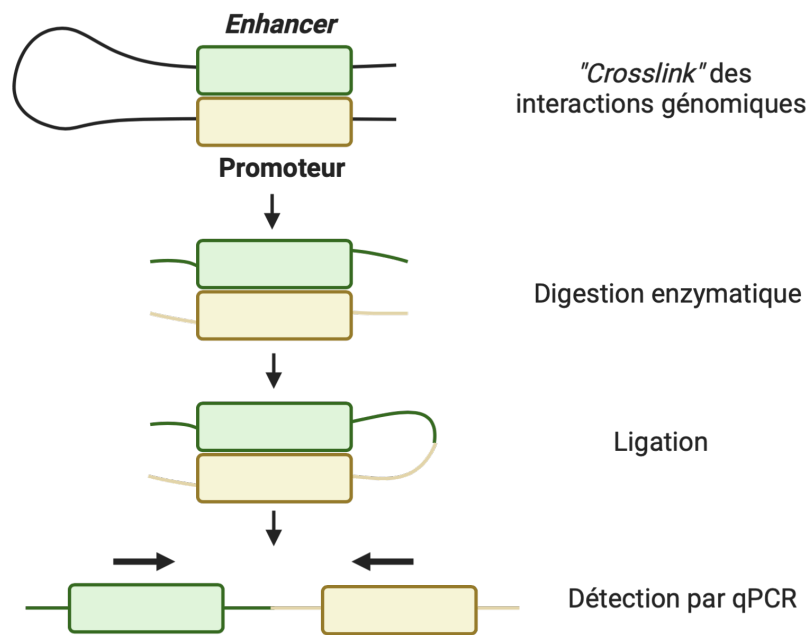 Enhancer
"Crosslink" des
interactions génomiques
Promoteur
Digestion enzymatique
Ligation
Détection par qPCR